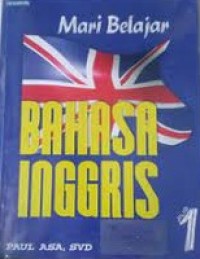 Mari Belajar
BAHASA
INGGRIS
1
PAUL ASA, SVD